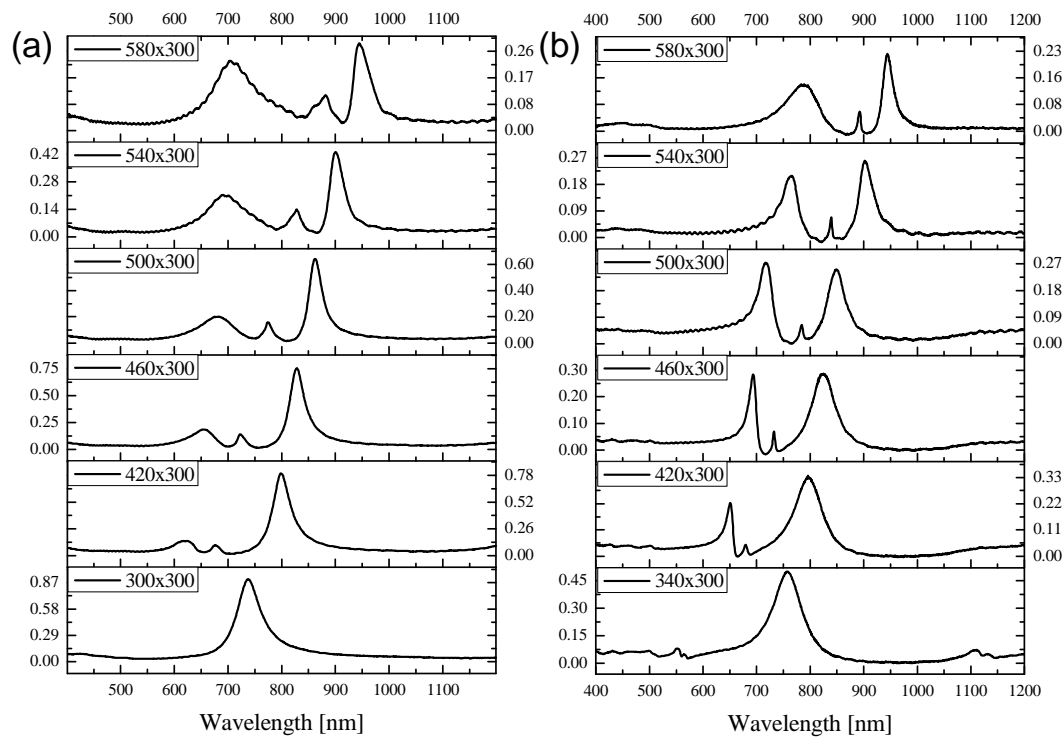 500 600 700 800 900 1000 1100
400 500 600 700 800 900 1000 1100 1200
(a)
580x300
0.26
0.17
0.08
0.00
540x300
0.42
0.28
0.14
0.00
500x300
0.60
0.40
0.20
0.00
460x300
0.75
0.50
0.25
0.00
420x300
0.78
0.52
0.26
0.00
300x300
0.87
0.58
0.29
0.00
500 600 700 800 900 1000 1100
Wavelength [nm]
(b)
580x300
0.23
0.16
0.08
0.00
540x300
0.27
0.18
0.09
0.00
500x300
0.27
0.18
0.09
0.00
460x300
0.30
0.20
0.10
0.00
420x300
0.33
0.22
0.11
0.00
340x300
0.45
0.30
0.15
0.00
400 500 600 700 800 900 1000 1100 1200
Wavelength [nm]